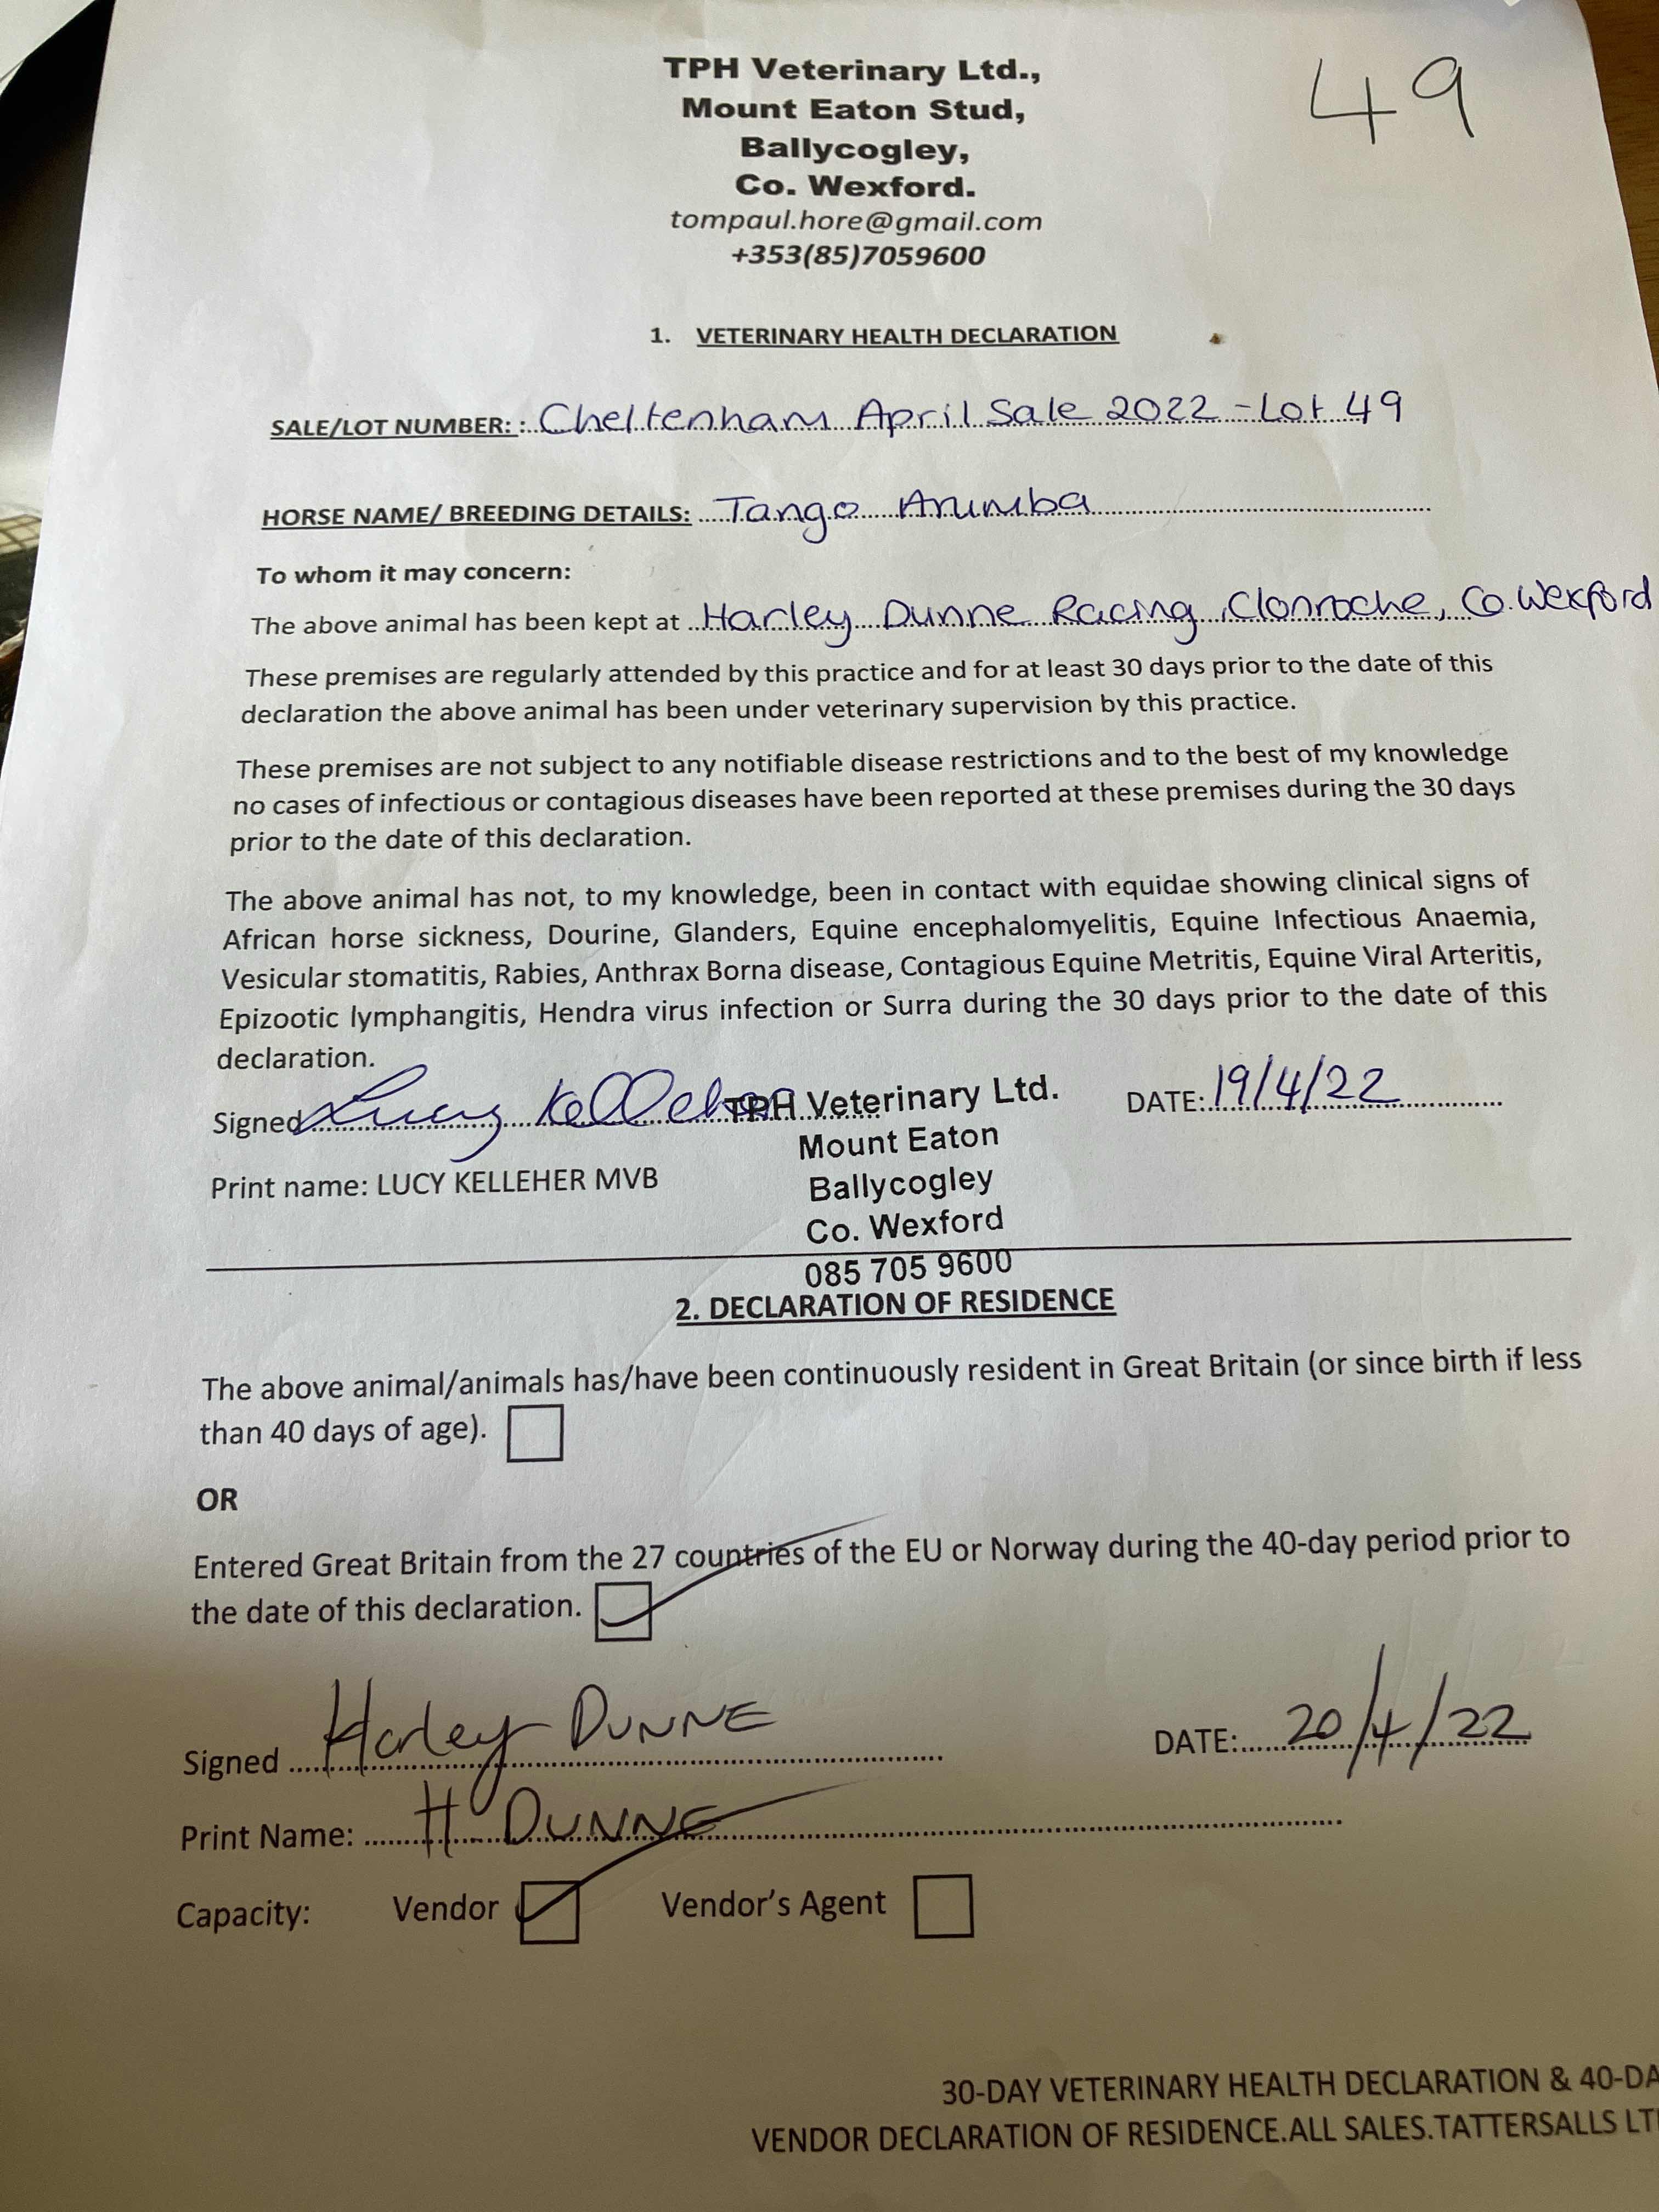 TPH Veterinary Ltd.,
49
Mount Eaton Stud,
Ballycogley,
Co. Wexford.
tompaul.hore@gmail.com
+353(85)7059600
1. VETERINARY HEALTH DECLARATION
SALE/LOT NUMBER: : Cheltenham April Sale 2022 - Lot 49
HORSE NAME/ BREEDING DETAILS: Tango Arumba
To whom it may concern:
The above animal has been kept at Harley Dunne Racing, Clonroche, Co. Wexford
These premises are regularly attended by this practice and for at least 30 days prior to the date of this
declaration the above animal has been under veterinary supervision by this practice.
These premises are not subject to any notifiable disease restrictions and to the best of my knowledge
no cases of infectious or contagious diseases have been reported at these premises during the 30 days
prior to the date of this declaration.
The above animal has not, to my knowledge, been in contact with equidae showing clinical signs of
African horse sickness, Dourine, Glanders, Equine encephalomyelitis, Equine Infectious Anaemia,
Vesicular stomatitis, Rabies, Anthrax Borna disease, Contagious Equine Metritis, Equine Viral Arteritis,
Epizootic lymphangitis, Hendra virus infection or Surra during the 30 days prior to the date of this
declaration.
Signed Lucy Kelleher TPH Veterinary Ltd. DATE: 19/4/22
Mount Eaton
Print name: LUCY KELLEHER MVB
Ballycogley
Co. Wexford
085 705 9600
2. DECLARATION OF RESIDENCE
The above animal/animals has/have been continuously resident in Great Britain (or since birth if less
than 40 days of age).
OR
Entered Great Britain from the 27 countries of the EU or Norway during the 40-day period prior to
the date of this declaration.
Signed Harley DUNNE DATE: 20/4/22
Print Name: H DUNNE
Capacity: Vendor Vendor's Agent
30-DAY VETERINARY HEALTH DECLARATION & 40-DA
VENDOR DECLARATION OF RESIDENCE.ALL SALES.TATTERSALLS LT